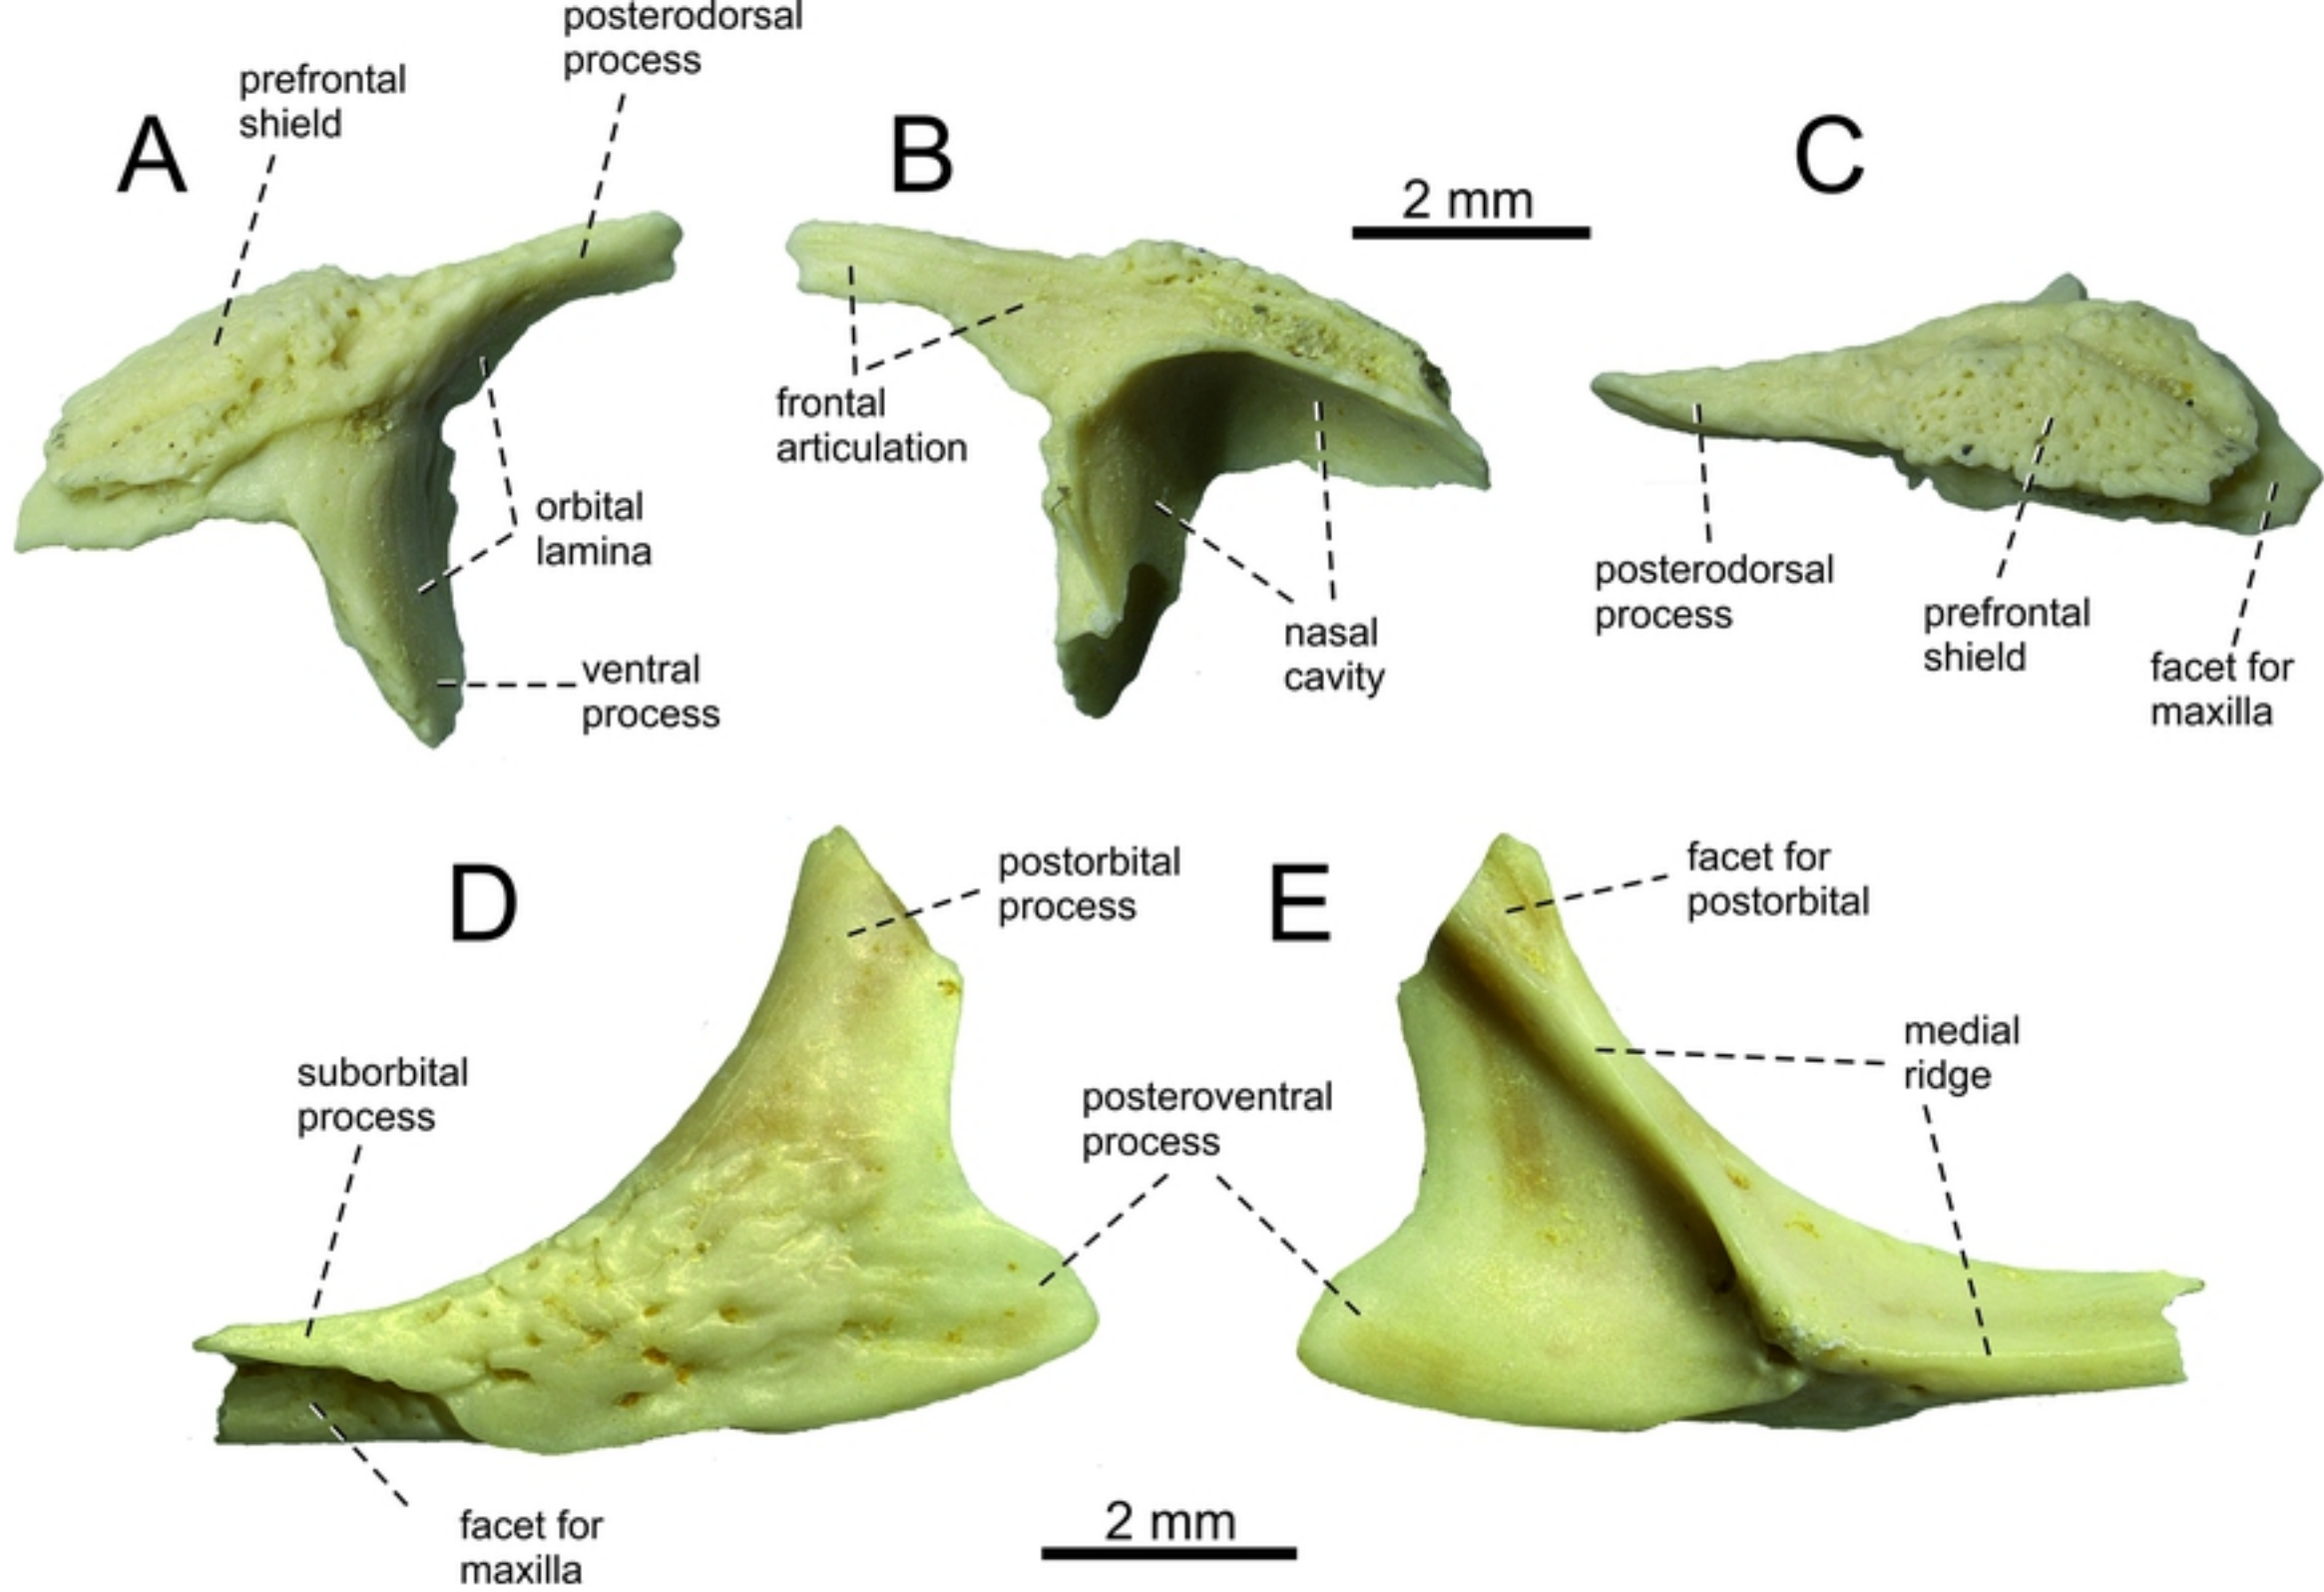 posterodorsal
process
prefrontal
shield
A
B
C
2 mm
frontal
articulation
orbital
lamina
ventral
process
nasal
cavity
posterodorsal
process
prefrontal
shield
facet for
maxilla
D
postorbital
process
E
facet for
postorbital
suborbital
process
posteroventral
process
medial
ridge
facet for
maxilla
2 mm